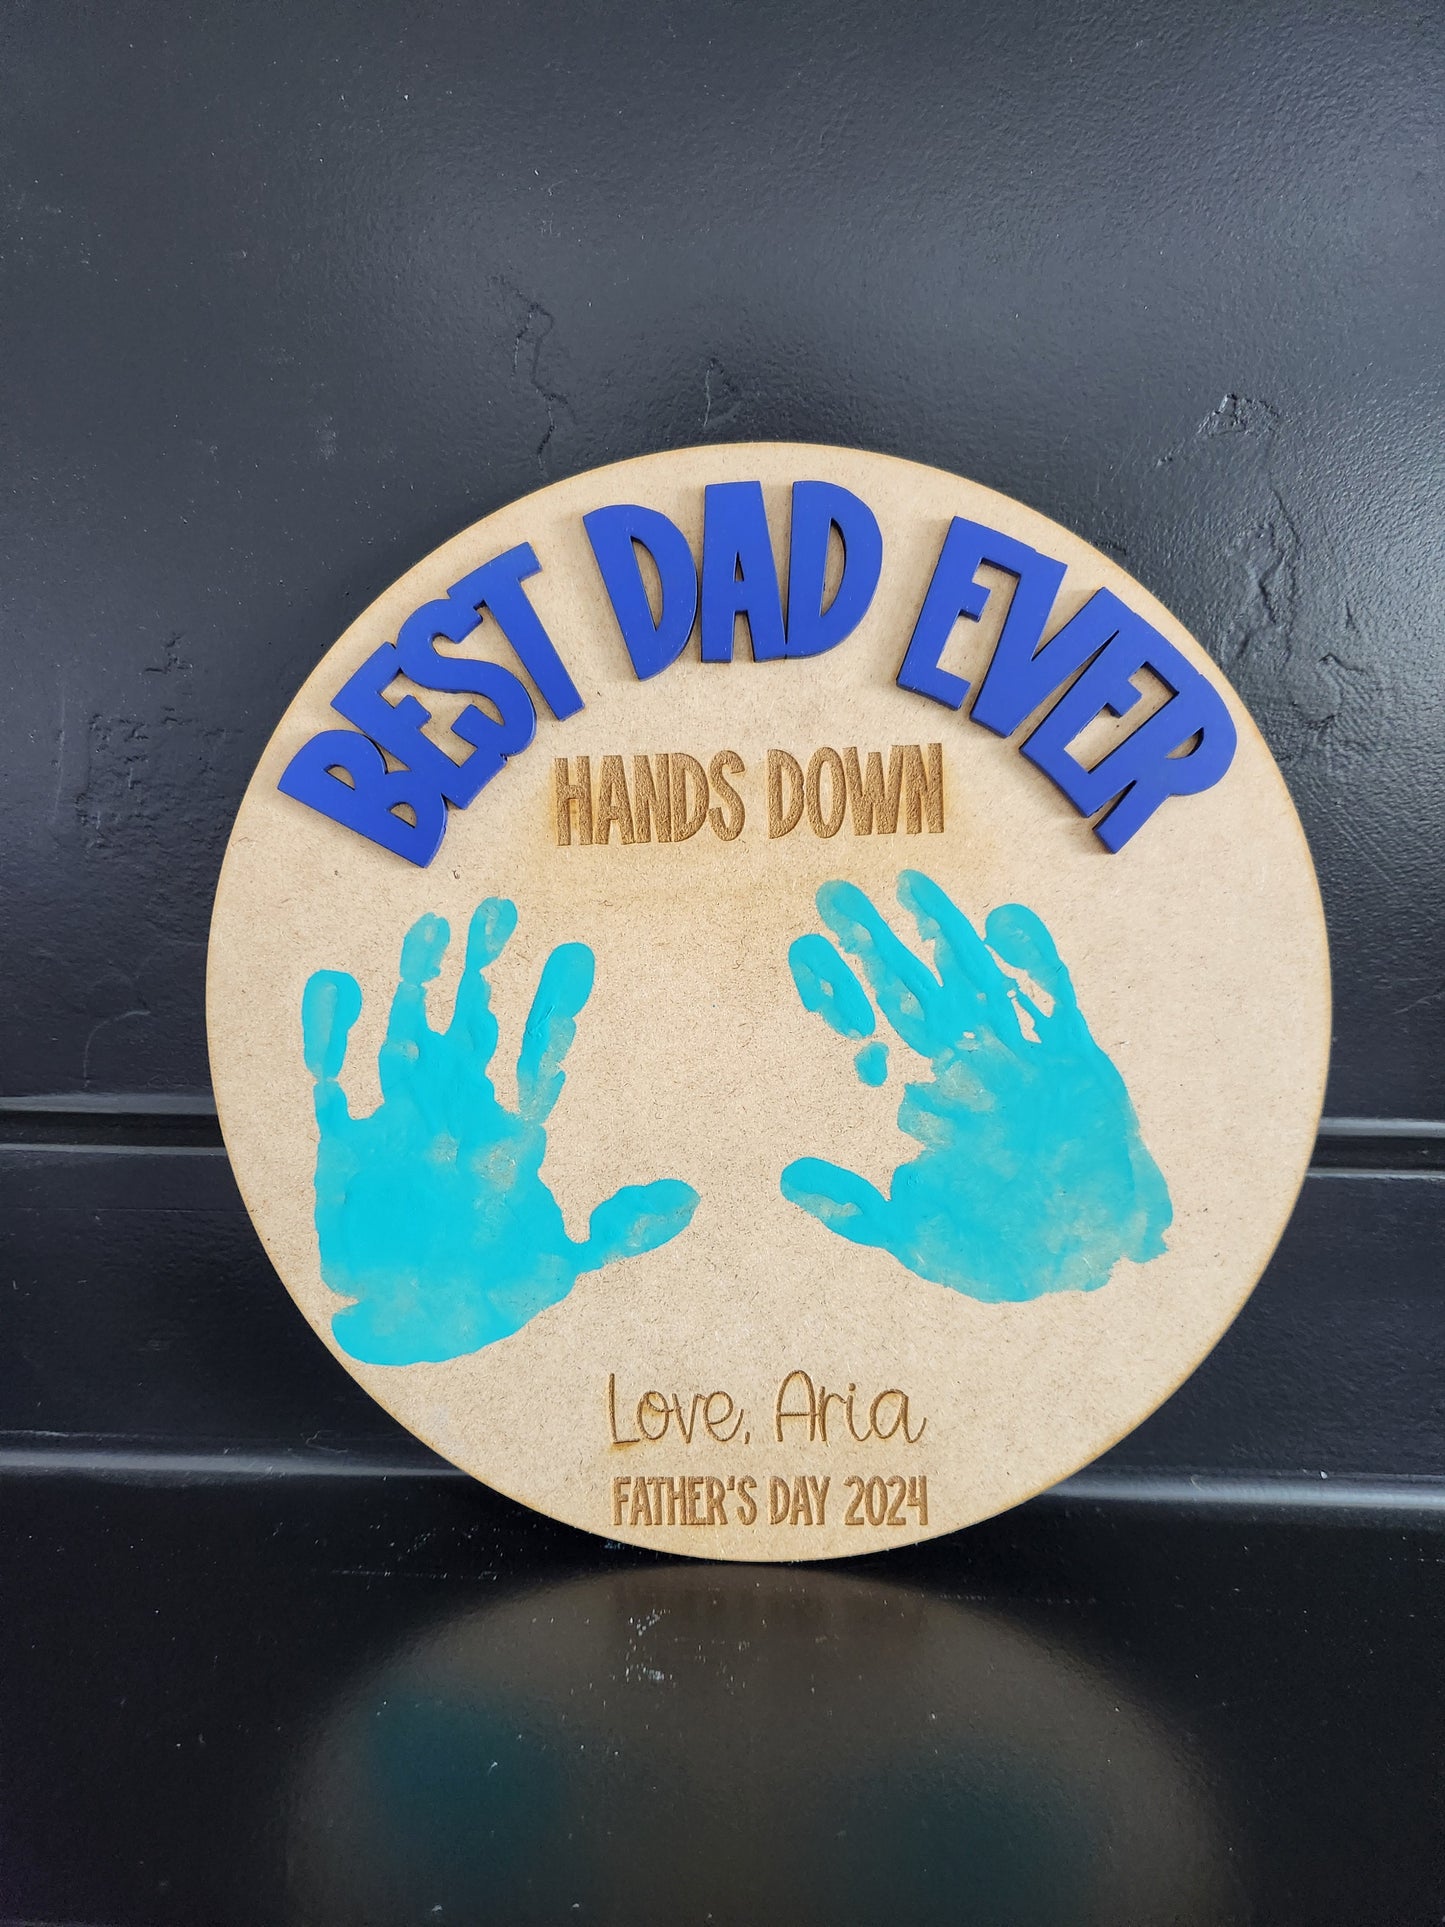 BEST DAD EVER
HANDS DOWN
Love, Aria
FATHER'S DAY 2024